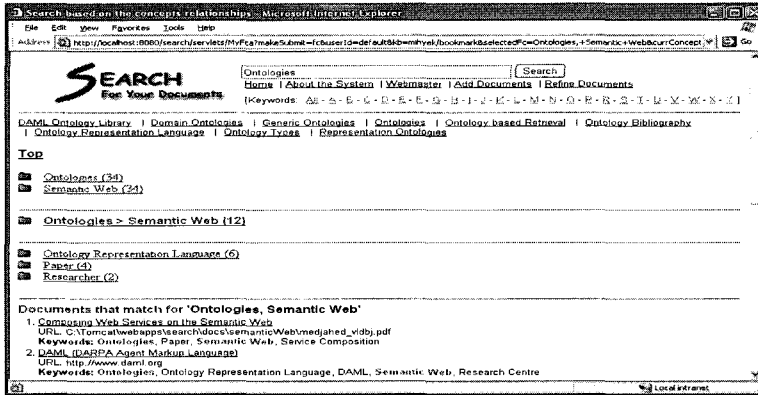 Search based on the concepts relationships - Microsoft Internet Explorer
File Edit View Favorites Tools Help
Address http://localhost:8080/search/servlets/MyFca?makeSubmit=fc&userId=default&kb=mihyek/bookmark&selectedFc=Ontologies,+Semantic+Web&currConcept Go
SEARCH
For Your Documents
Ontologies Search
Home | About the System | Webmaster | Add Documents | Refine Documents
[Keywords: All - A - B - C - D - E - F - G - H - I - J - K - L - M - N - O - P - R - S - T - U - V - W - X - Y ]
DAML Ontology Library | Domain Ontologies | Generic Ontologies | Ontologies | Ontology based Retrieval | Ontology Bibliography
| Ontology Representation Language | Ontology Types | Representation Ontologies
Top
Ontologies (34)
Semantic Web (34)
Ontologies > Semantic Web (12)
Ontology Representation Language (6)
Paper (4)
Researcher (2)
Documents that match for 'Ontologies, Semantic Web'
1. Composing Web Services on the Semantic Web
URL. C:\Tomcat\webapps\search\docs\semanticWeb\medjahed_vldbj.pdf
Keywords: Ontologies, Paper, Semantic Web, Service Composition
2. DAML (DARPA Agent Markup Language)
URL. http://www.daml.org
Keywords: Ontologies, Ontology Representation Language, DAML, Semantic Web, Research Centre
Local intranet